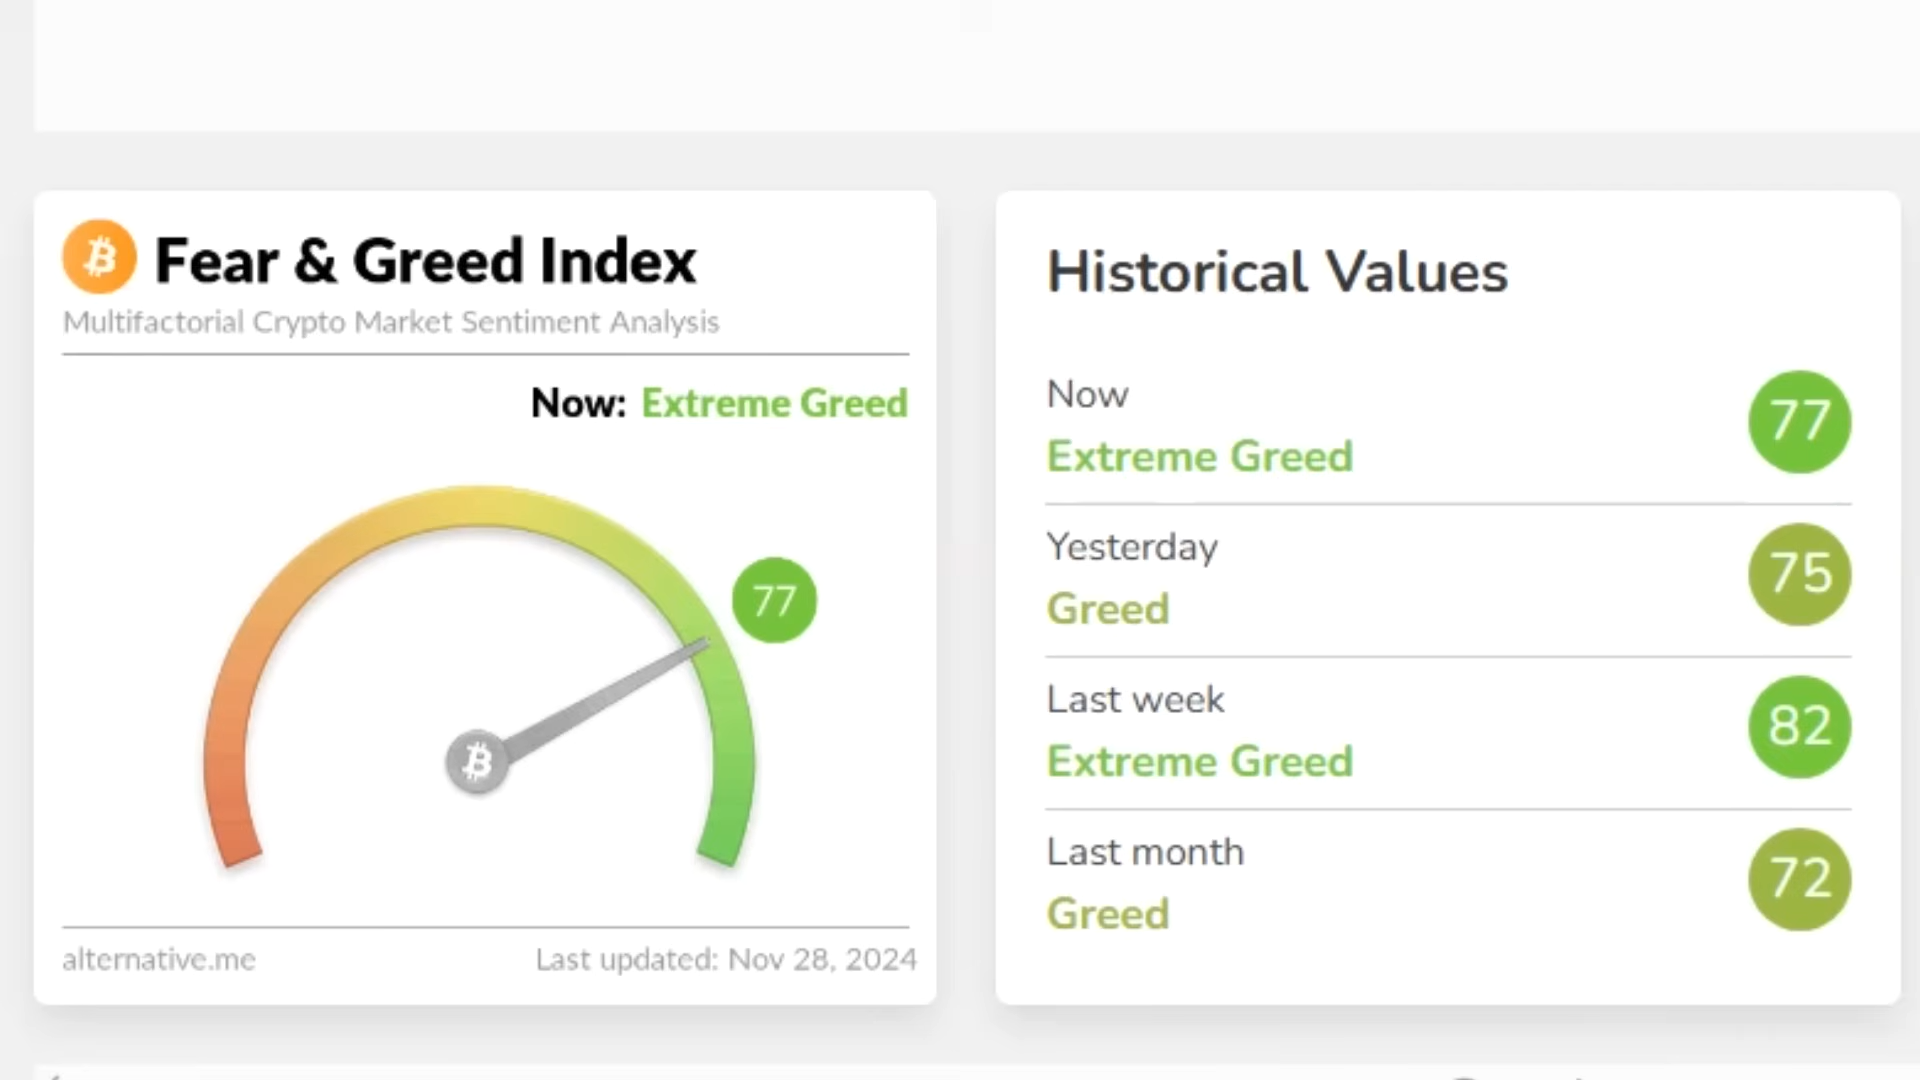 Fear & Greed Index
Multifactorial Crypto Market Sentiment Analysis
Now: Extreme Greed
77
alternative.me
Last updated: Nov 28, 2024
Historical Values
Now
Extreme Greed
77
Yesterday
Greed
75
Last week
Extreme Greed
82
Last month
Greed
72